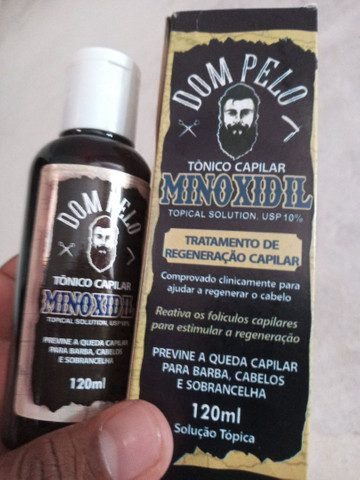 DOM PELO
TÔNICO CAPILAR
MINOXIDIL
TOPICAL SOLUTION, USP 10%
PREVINE A QUEDA CAPILAR
PARA BARBA, CABELOS
E SOBRANCELHA
120ml
DOM PELO
TÔNICO CAPILAR
MINOXIDIL
TOPICAL SOLUTION, USP 10%
TRATAMENTO DE
REGENERAÇÃO CAPILAR
Comprovado clinicamente para
ajudar a regenerar o cabelo
Reativa os folículos capilares
para estimular a regeneração
PREVINE A QUEDA CAPILAR
PARA BARBA, CABELOS
E SOBRANCELHA
120ml
Solução Tópica